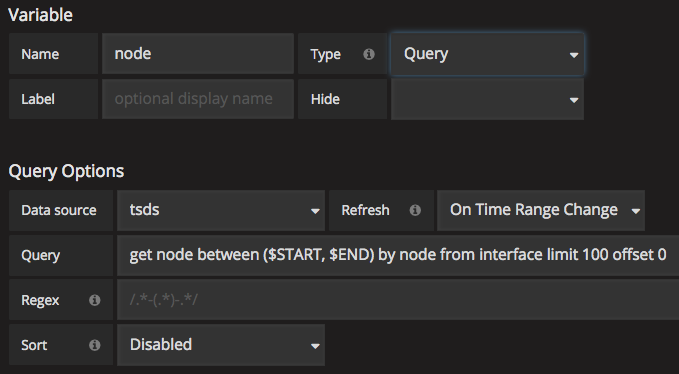 Variable
Name node Type Query
Label optional display name Hide
Query Options
Data source tsds Refresh On Time Range Change
Query get node between ($START, $END) by node from interface limit 100 offset 0
Regex /.*-(.*)-.*/
Sort Disabled